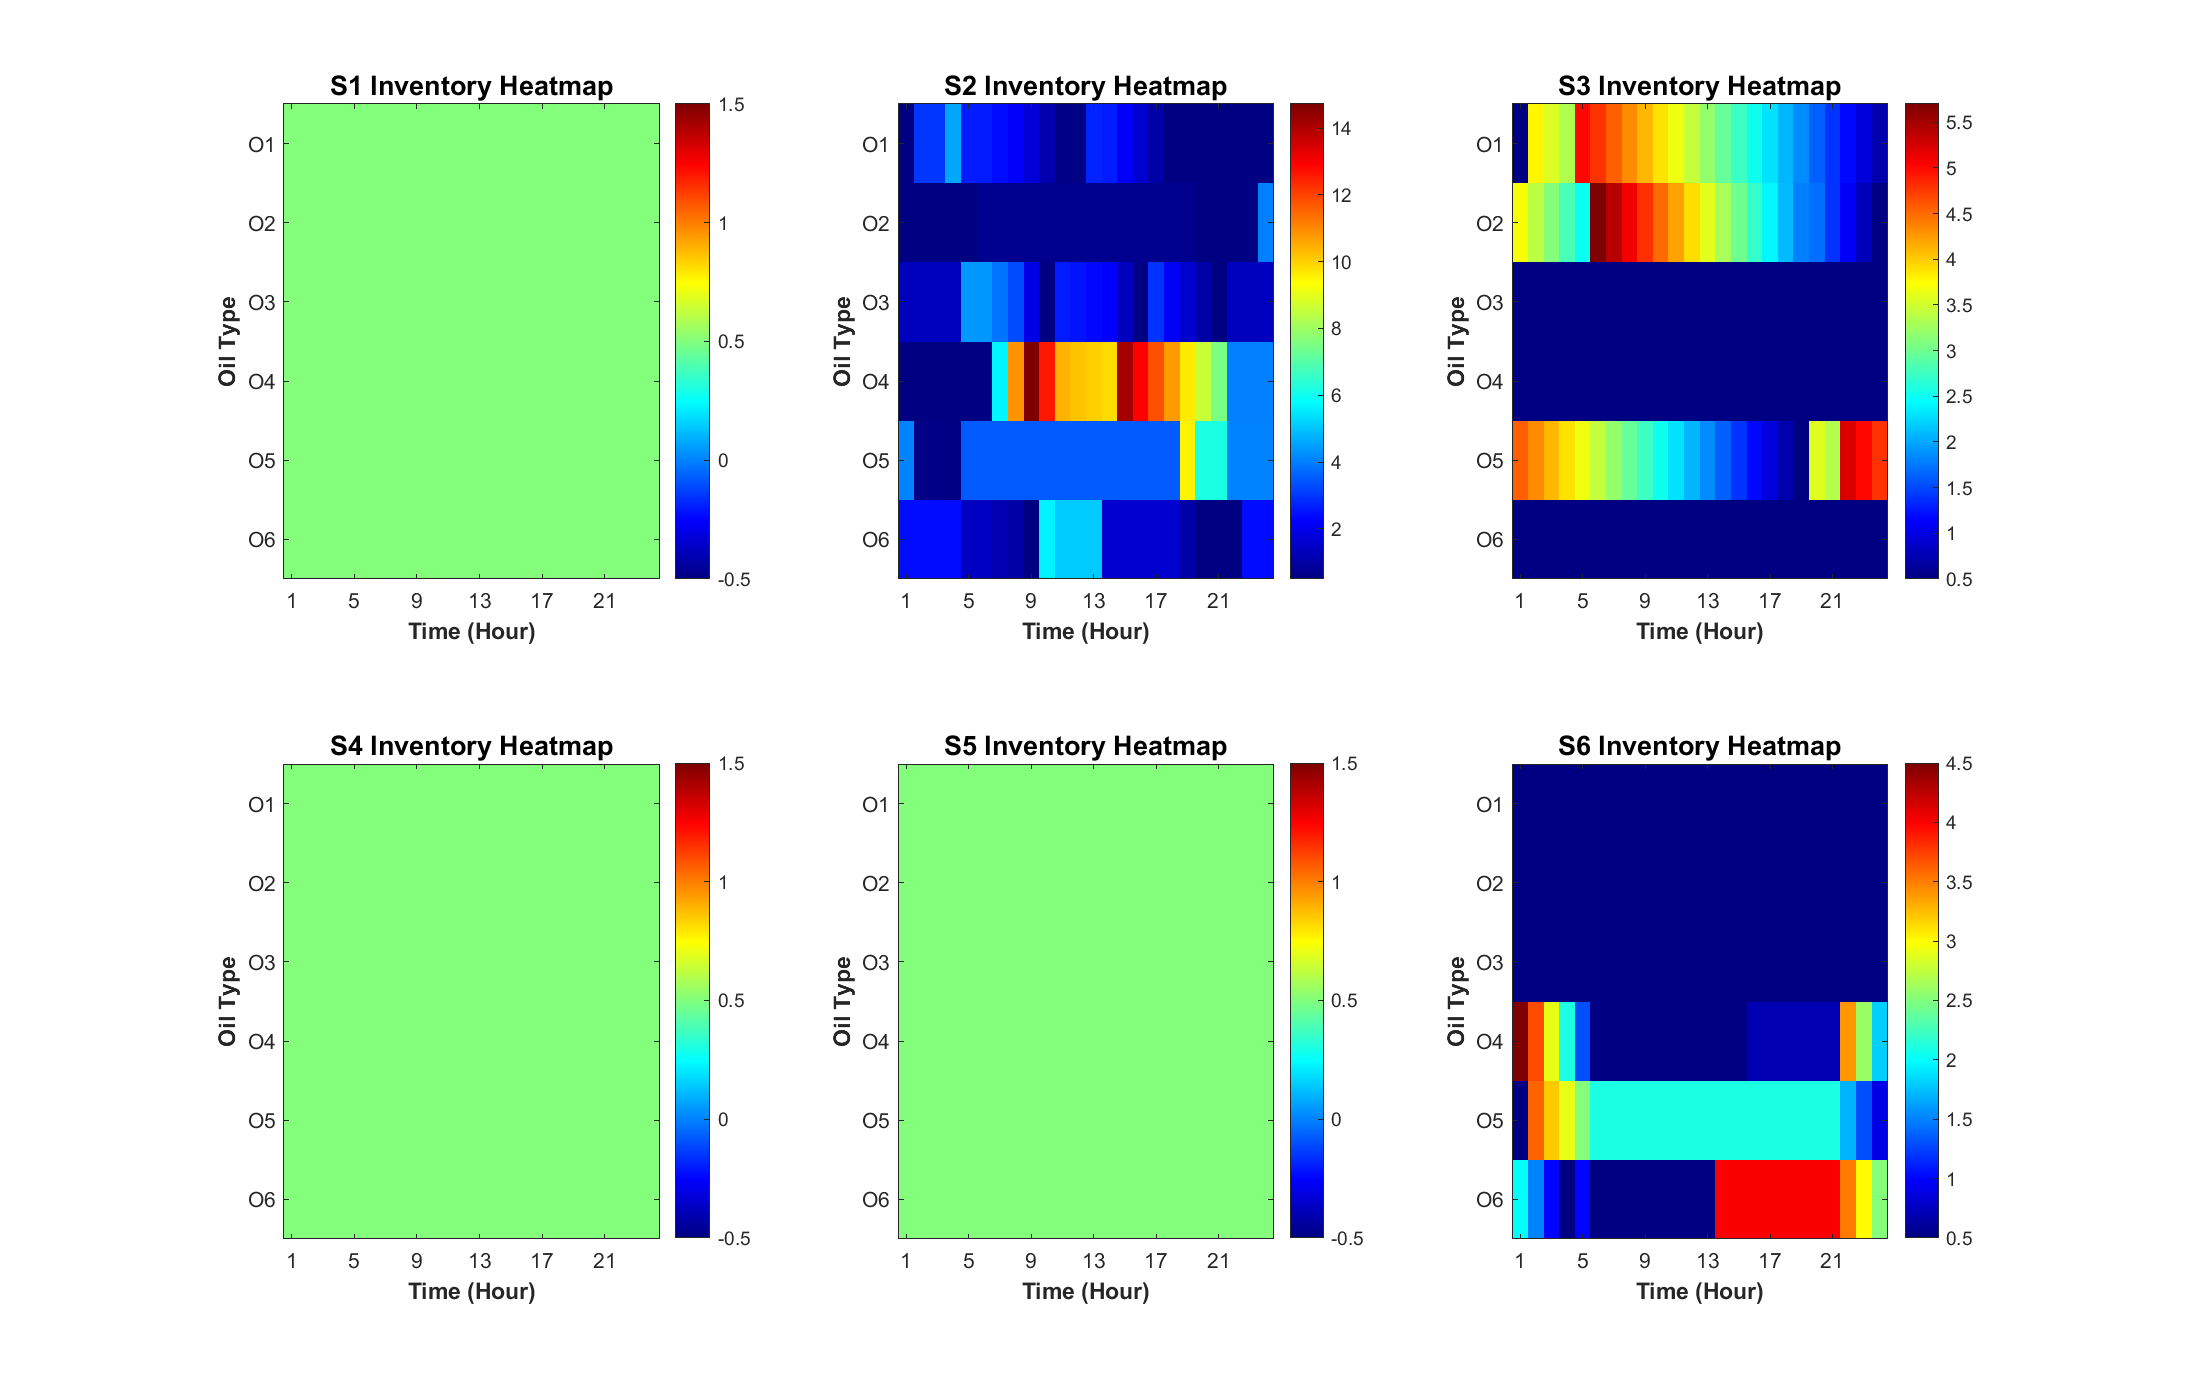 S1 Inventory Heatmap
Oil Type
O1
O2
O3
O4
O5
O6
1 5 9 13 17 21
Time (Hour)
1.5
1
0.5
0
-0.5
S2 Inventory Heatmap
Oil Type
O1
O2
O3
O4
O5
O6
1 5 9 13 17 21
Time (Hour)
14
12
10
8
6
4
2
S3 Inventory Heatmap
Oil Type
O1
O2
O3
O4
O5
O6
1 5 9 13 17 21
Time (Hour)
5.5
5
4.5
4
3.5
3
2.5
2
1.5
1
0.5
S4 Inventory Heatmap
Oil Type
O1
O2
O3
O4
O5
O6
1 5 9 13 17 21
Time (Hour)
1.5
1
0.5
0
-0.5
S5 Inventory Heatmap
Oil Type
O1
O2
O3
O4
O5
O6
1 5 9 13 17 21
Time (Hour)
1.5
1
0.5
0
-0.5
S6 Inventory Heatmap
Oil Type
O1
O2
O3
O4
O5
O6
1 5 9 13 17 21
Time (Hour)
4.5
4
3.5
3
2.5
2
1.5
1
0.5